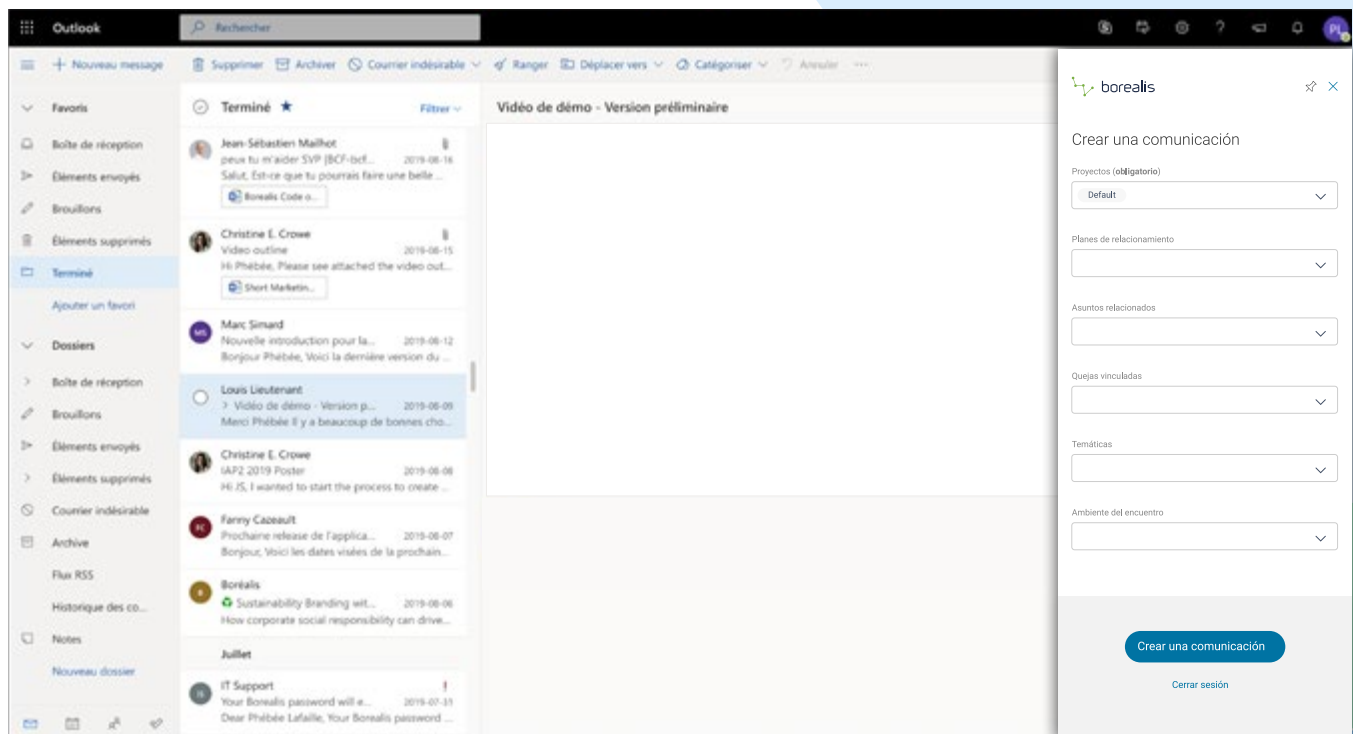 Outlook
Rechercher
PL
Nouveau message
Supprimer Archiver Courrier indésirable Ranger Déplacer vers Catégoriser Annuler ...
Favoris
Boîte de réception
Éléments envoyés
Brouillons
Éléments supprimés
Terminé
Ajouter un favori
Dossiers
Boîte de réception
Brouillons
Éléments envoyés
Éléments supprimés
Courrier indésirable
Archive
Flux RSS
Historique des co...
Notes
Nouveau dossier
Terminé ★ Filtrer
Jean-Sébastien Mailhot
peux tu m'aider SVP [BCF-bcf... 2019-08-16
Salut, Est-ce que tu pourrais faire une belle ...
Borealis Code o...
Christine E. Crowe
Video outline 2019-08-15
Hi Phébée, Please see attached the video out...
Short Marketin...
MS
Marc Simard
Nouvelle introduction pour la... 2019-08-12
Bonjour Phébée, Voici la dernière version du ...
Louis Lieutenant
> Vidéo de démo - Version p... 2019-08-09
Merci Phébée Il y a beaucoup de bonnes cho...
Christine E. Crowe
IAP2 2019 Poster 2019-08-08
Hi JS, I wanted to start the process to create ...
FC
Fanny Cazeault
Prochaine release de l'applica... 2019-08-07
Bonjour, Voici les dates visées de la prochain...
B
Boréalis
Sustainability Branding wit... 2019-08-06
How corporate social responsibility can drive...
Juillet
IS
IT Support !
Your Borealis password will e... 2019-07-31
Dear Phébée Lafaille, Your Borealis password ...
Vidéo de démo - Version préliminaire
borealis
Crear una comunicación
Proyectos (obligatorio)
Default
Planes de relacionamiento
Asuntos relacionados
Quejas vinculadas
Temáticas
Ambiente del encuentro
Crear una comunicación
Cerrar sesión